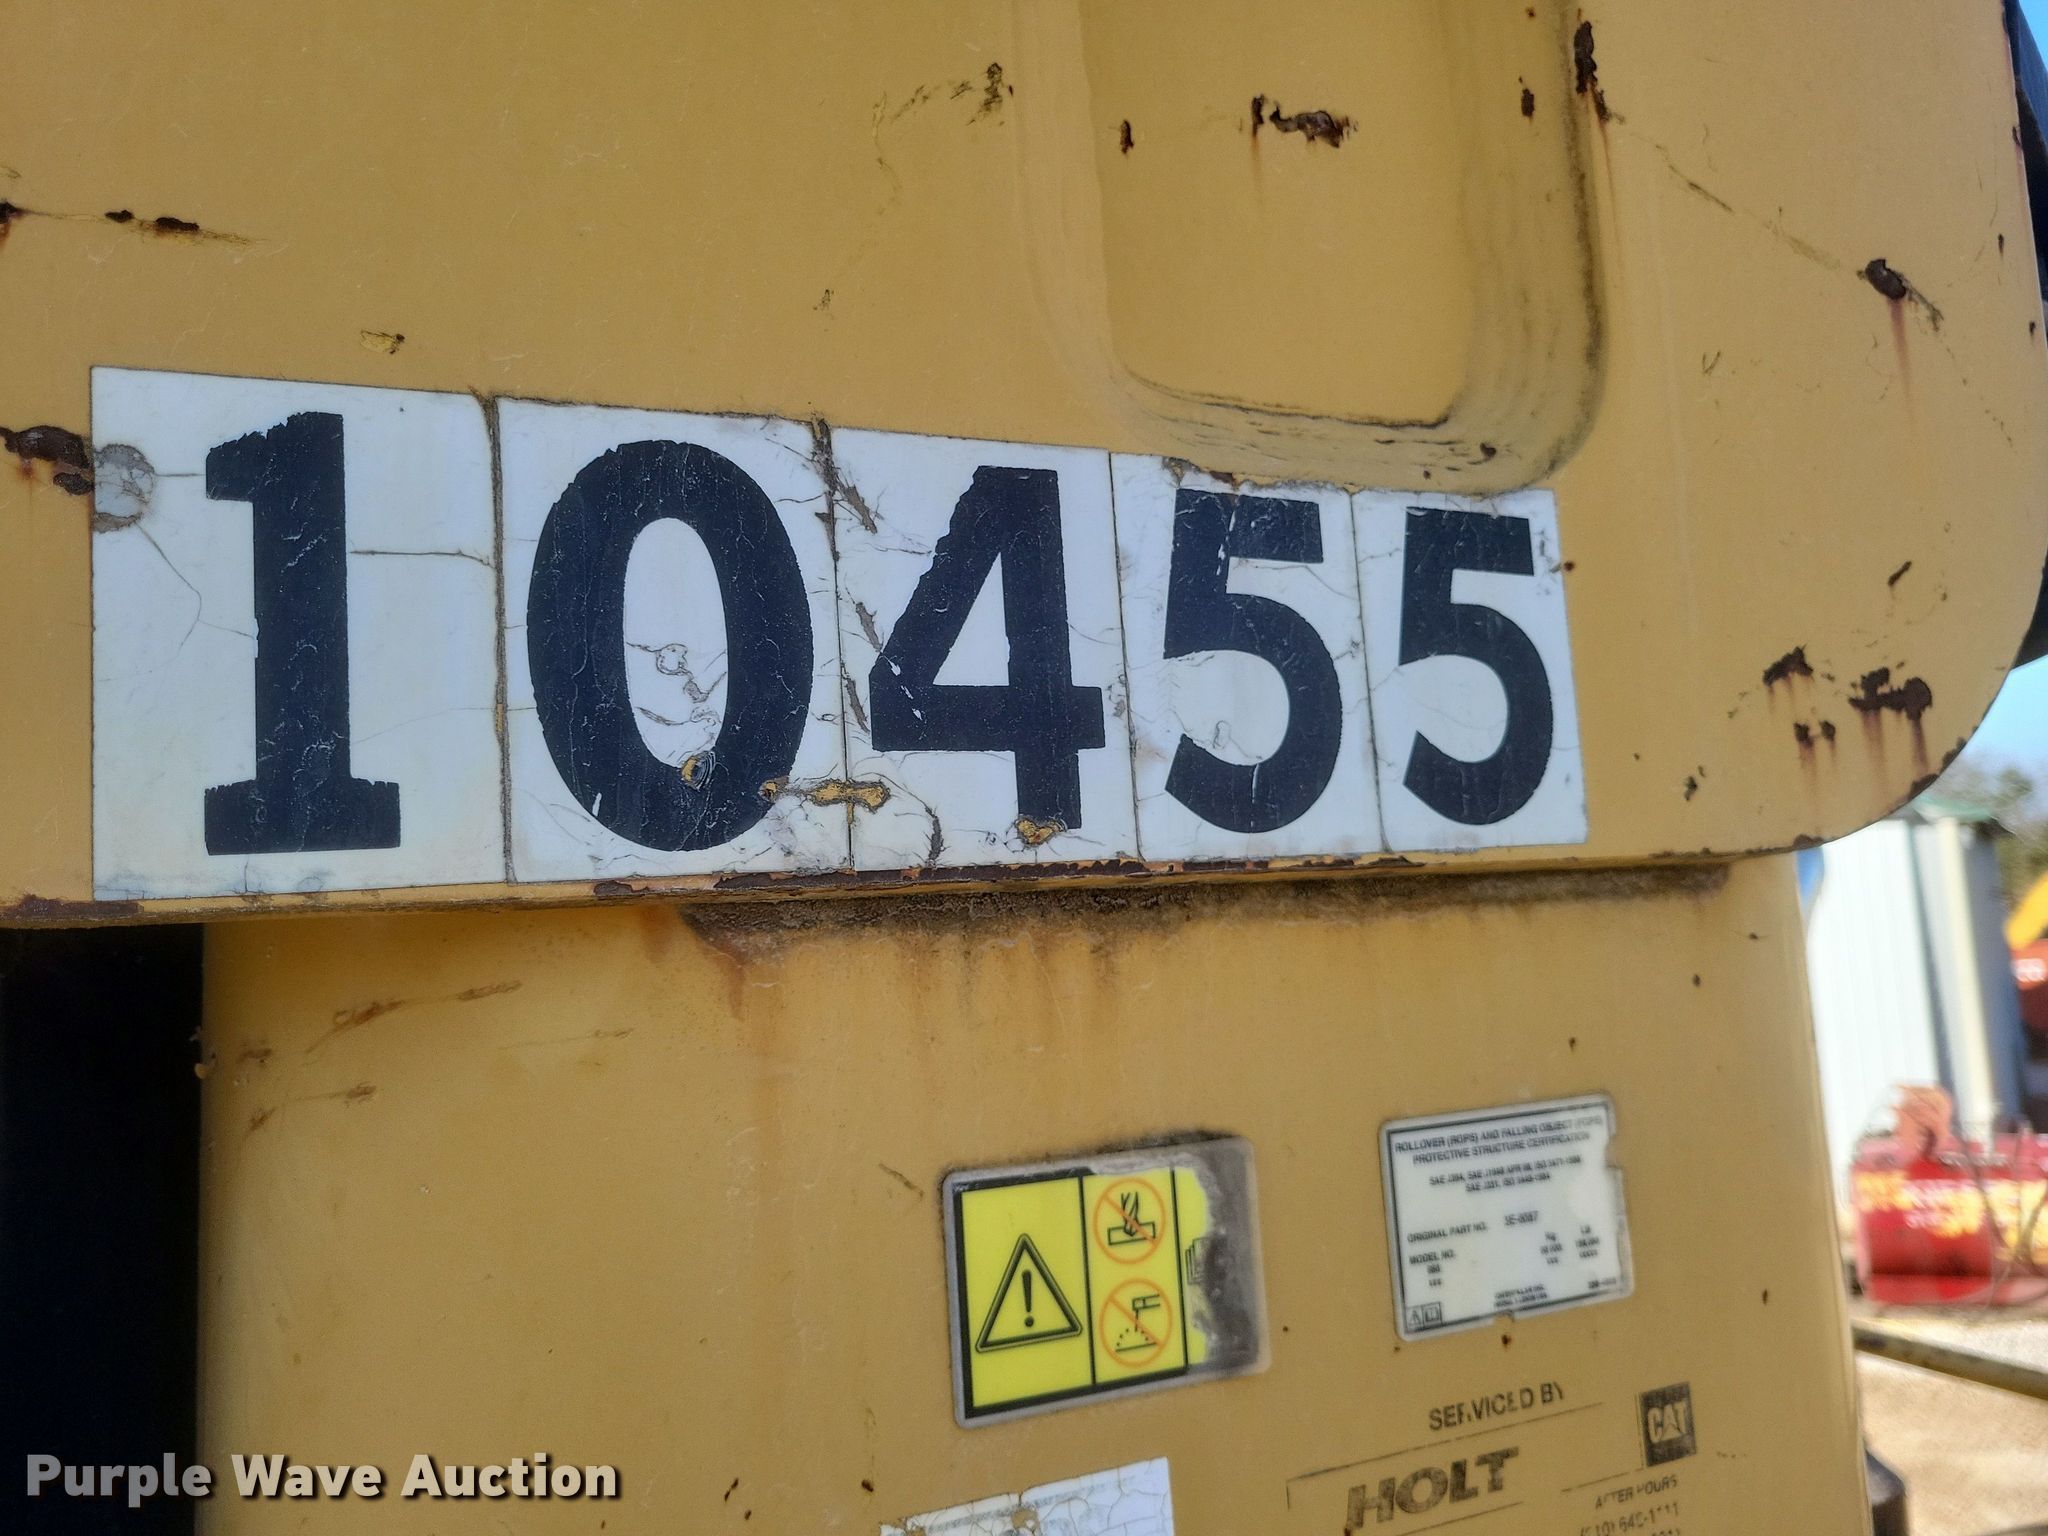 10455
ROLLOVER (ROPS) AND FALLING OBJECT (FOPS)
PROTECTIVE STRUCTURE CERTIFICATION
ORIGINAL PART NO.
MODEL NO.
SERVICED BY
CAT
HOLT
AFTER HOURS
Purple Wave Auction